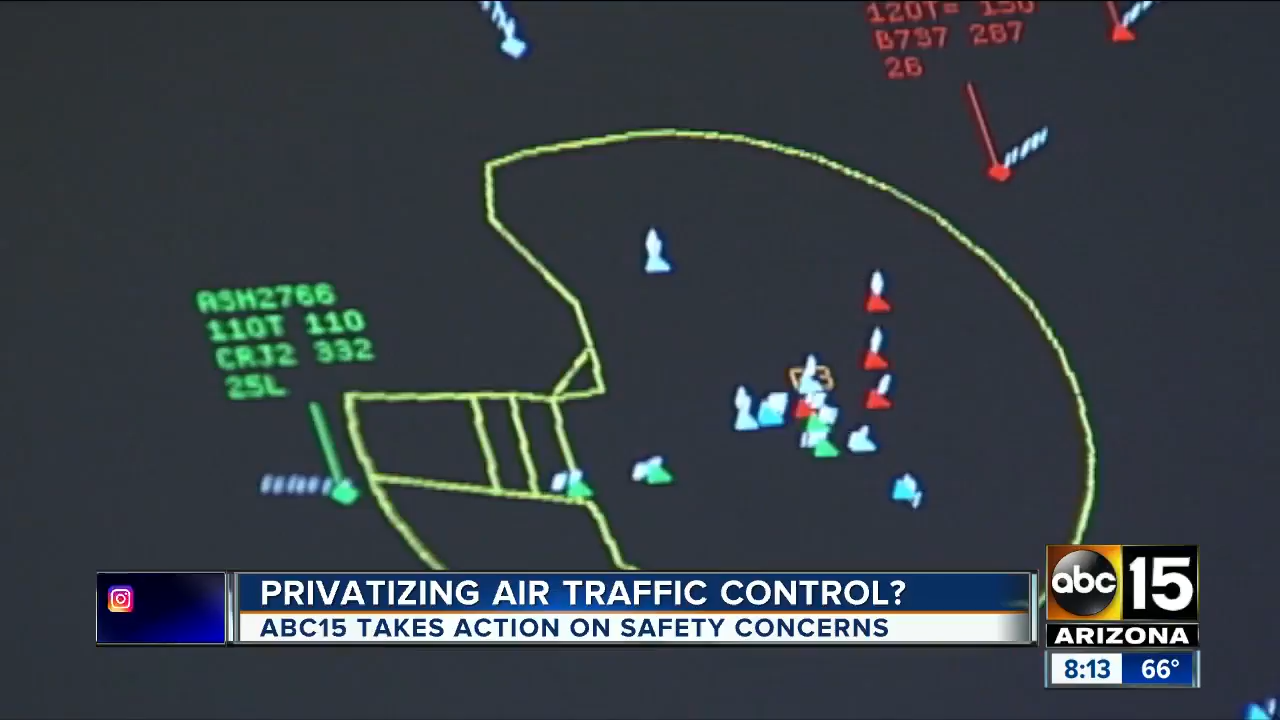 120T= 150
B737 287
26
ASH2766
110T 110
CRJ2 332
25L
PRIVATIZING AIR TRAFFIC CONTROL?
ABC15 TAKES ACTION ON SAFETY CONCERNS
abc 15
ARIZONA
8:13 66°